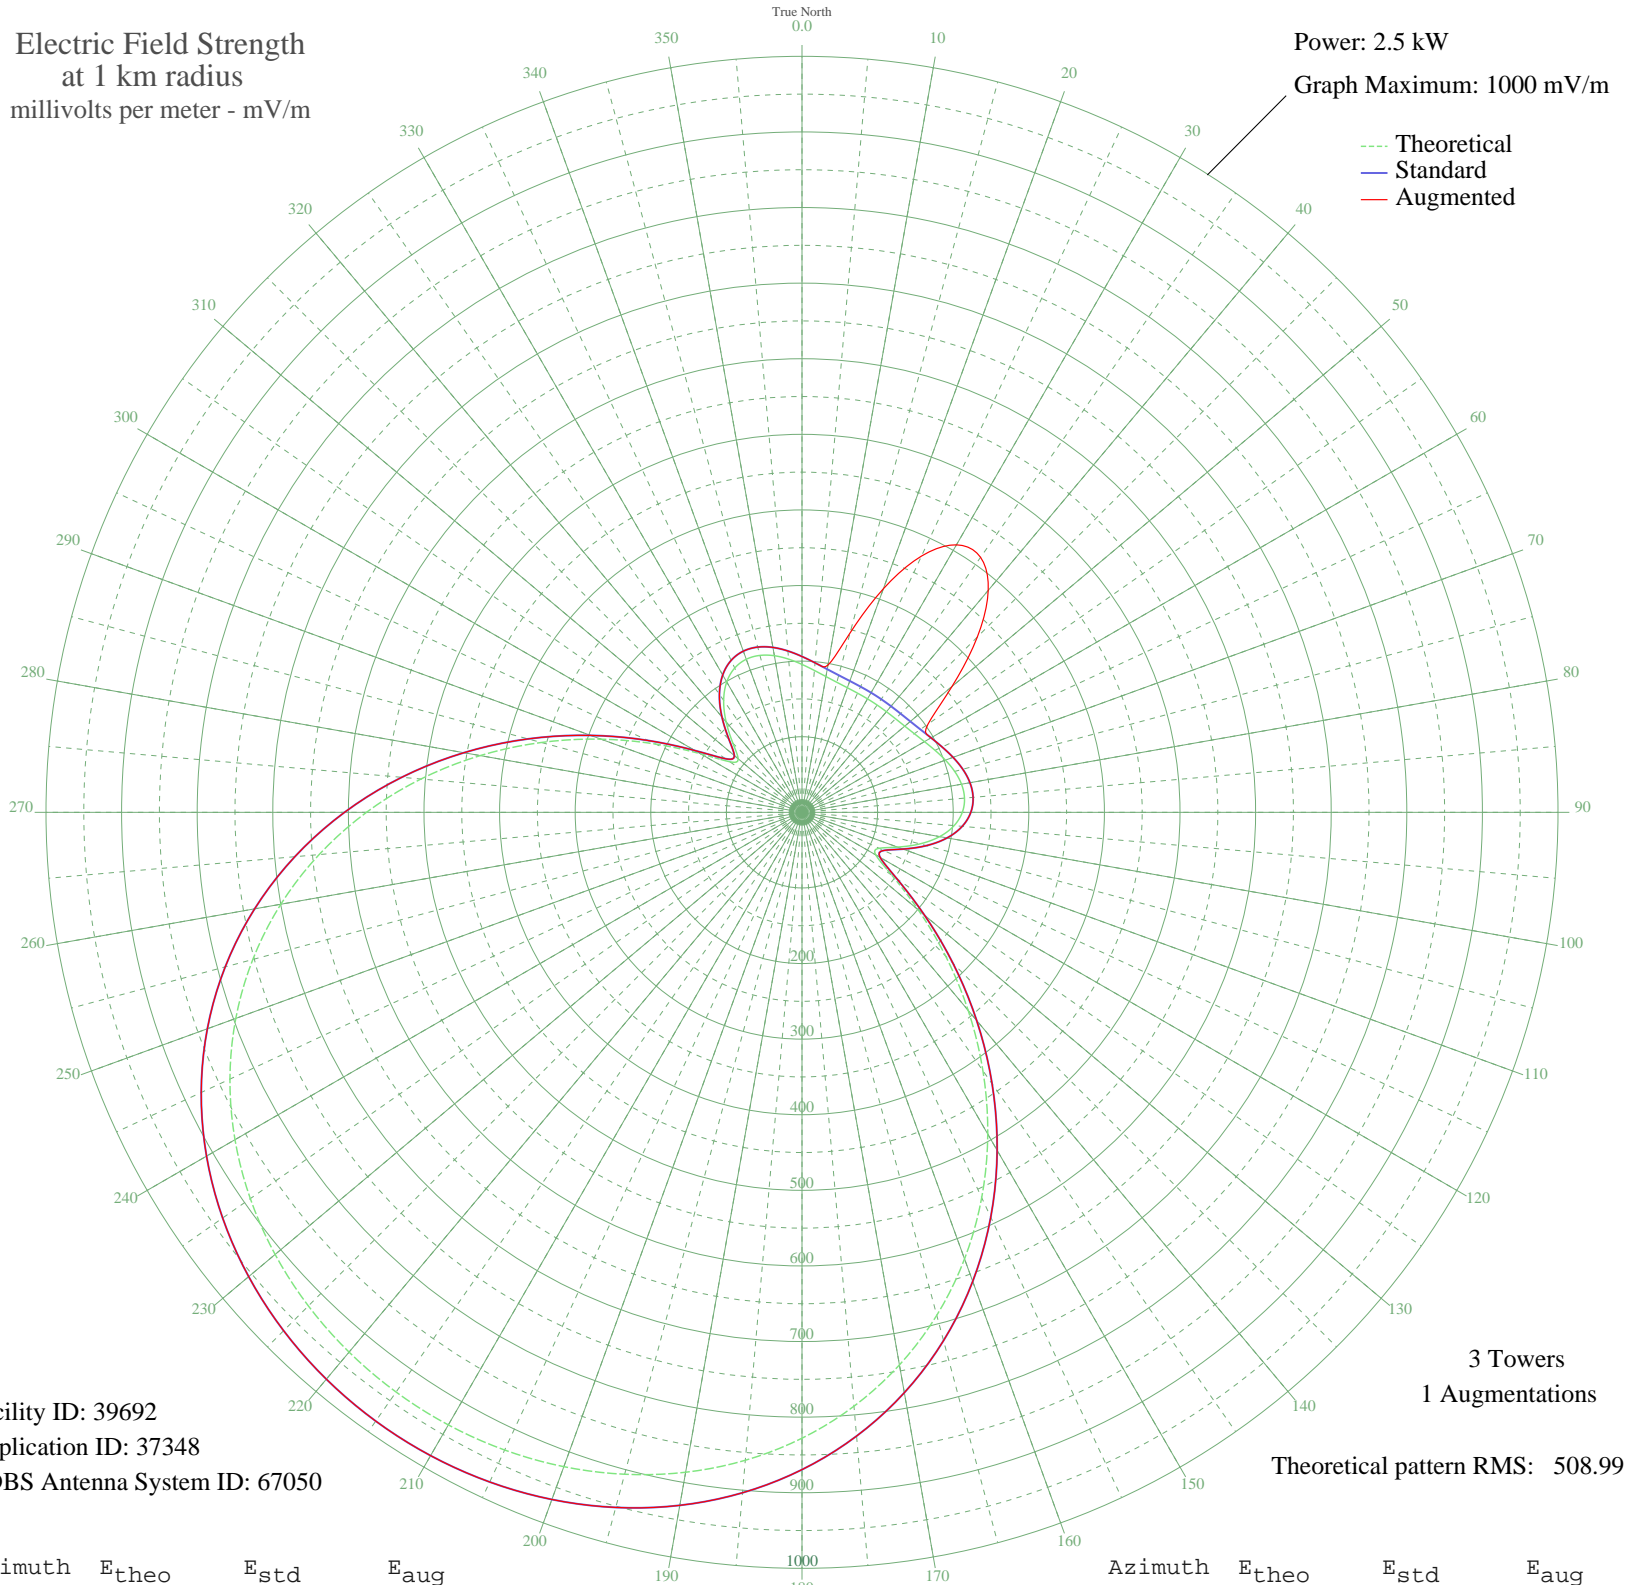 True North
Electric Field Strength
at 1 km radius
millivolts per meter - mV/m
Power: 2.5 kW
Graph Maximum: 1000 mV/m
Theoretical
Standard
Augmented
0.0
10
20
30
40
50
60
70
80
90
100
110
120
130
140
150
160
170
190
200
210
220
230
240
250
260
270
280
290
300
310
320
330
340
350
200
300
400
500
600
700
800
900
1000
3 Towers
1 Augmentations
Theoretical pattern RMS: 508.99
cility ID: 39692
plication ID: 37348
DBS Antenna System ID: 67050
imuth Etheo Estd Eaug
Azimuth Etheo Estd Eaug